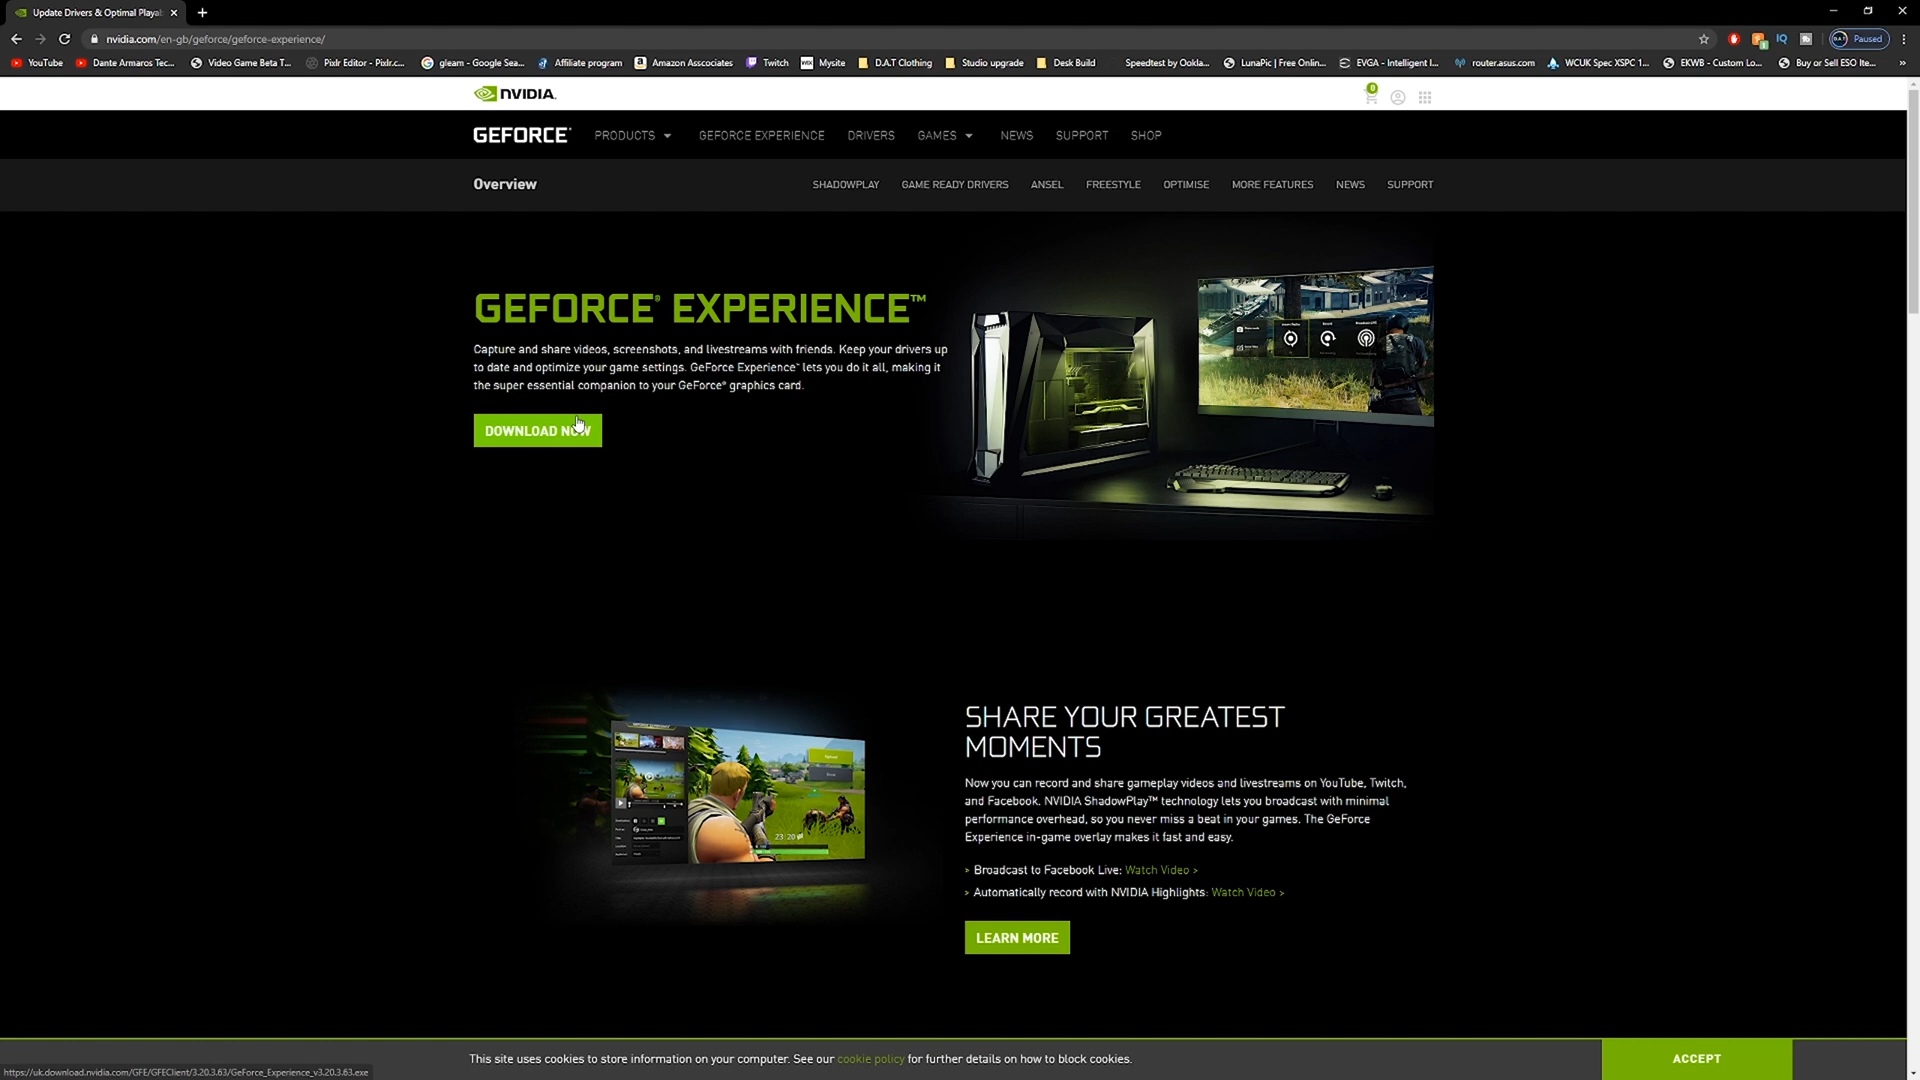 Update Drivers & Optimal Playa
nvidia.com/en-gb/geforce/geforce-experience/
Paused
YouTube
Dante Armaros Tec...
Video Game Beta T...
Pixlr Editor - Pixlr.c...
gleam - Google Sea...
Affiliate program
Amazon Asscociates
Twitch
Mysite
D.A.T Clothing
Studio upgrade
Desk Build
Speedtest by Ookla...
LunaPic | Free Onlin...
EVGA - Intelligent I...
router.asus.com
WCUK Spec XSPC 1...
EKWB - Custom Lo...
Buy or Sell ESO Ite...
NVIDIA.
0
GEFORCE
PRODUCTS
GEFORCE EXPERIENCE
DRIVERS
GAMES
NEWS
SUPPORT
SHOP
Overview
SHADOWPLAY
GAME READY DRIVERS
ANSEL
FREESTYLE
OPTIMISE
MORE FEATURES
NEWS
SUPPORT
GEFORCE® EXPERIENCE™
Capture and share videos, screenshots, and livestreams with friends. Keep your drivers up
to date and optimize your game settings. GeForce Experience™ lets you do it all, making it
the super essential companion to your GeForce® graphics card.
DOWNLOAD NOW
SHARE YOUR GREATEST
MOMENTS
Now you can record and share gameplay videos and livestreams on YouTube, Twitch,
and Facebook. NVIDIA ShadowPlay™ technology lets you broadcast with minimal
performance overhead, so you never miss a beat in your games. The GeForce
Experience in-game overlay makes it fast and easy.
> Broadcast to Facebook Live: Watch Video >
> Automatically record with NVIDIA Highlights: Watch Video >
LEARN MORE
This site uses cookies to store information on your computer. See our cookie policy for further details on how to block cookies.
ACCEPT
https://uk.download.nvidia.com/GFE/GFEClient/3.20.3.63/GeForce_Experience_v3.20.3.63.exe